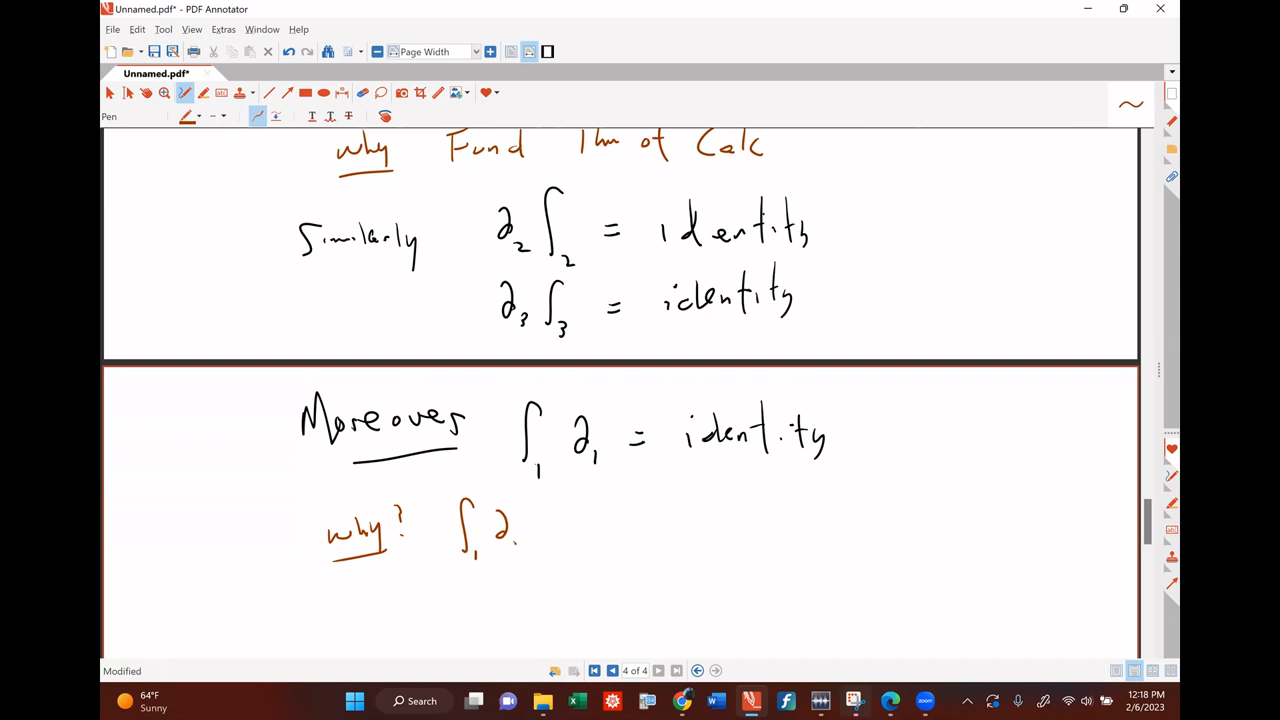 Unnamed.pdf* - PDF Annotator
File Edit Tool View Extras Window Help
Page Width
Unnamed.pdf*
Pen
why Fund Thm of Calc
Similarly ∂₂ ∫₂ = identity
∂₃ ∫₃ = identity
Moreover ∫₁ ∂₁ = identity
why? ∫₁ ∂
Modified
4 of 4
64°F
Sunny
Search
12:18 PM
2/6/2023